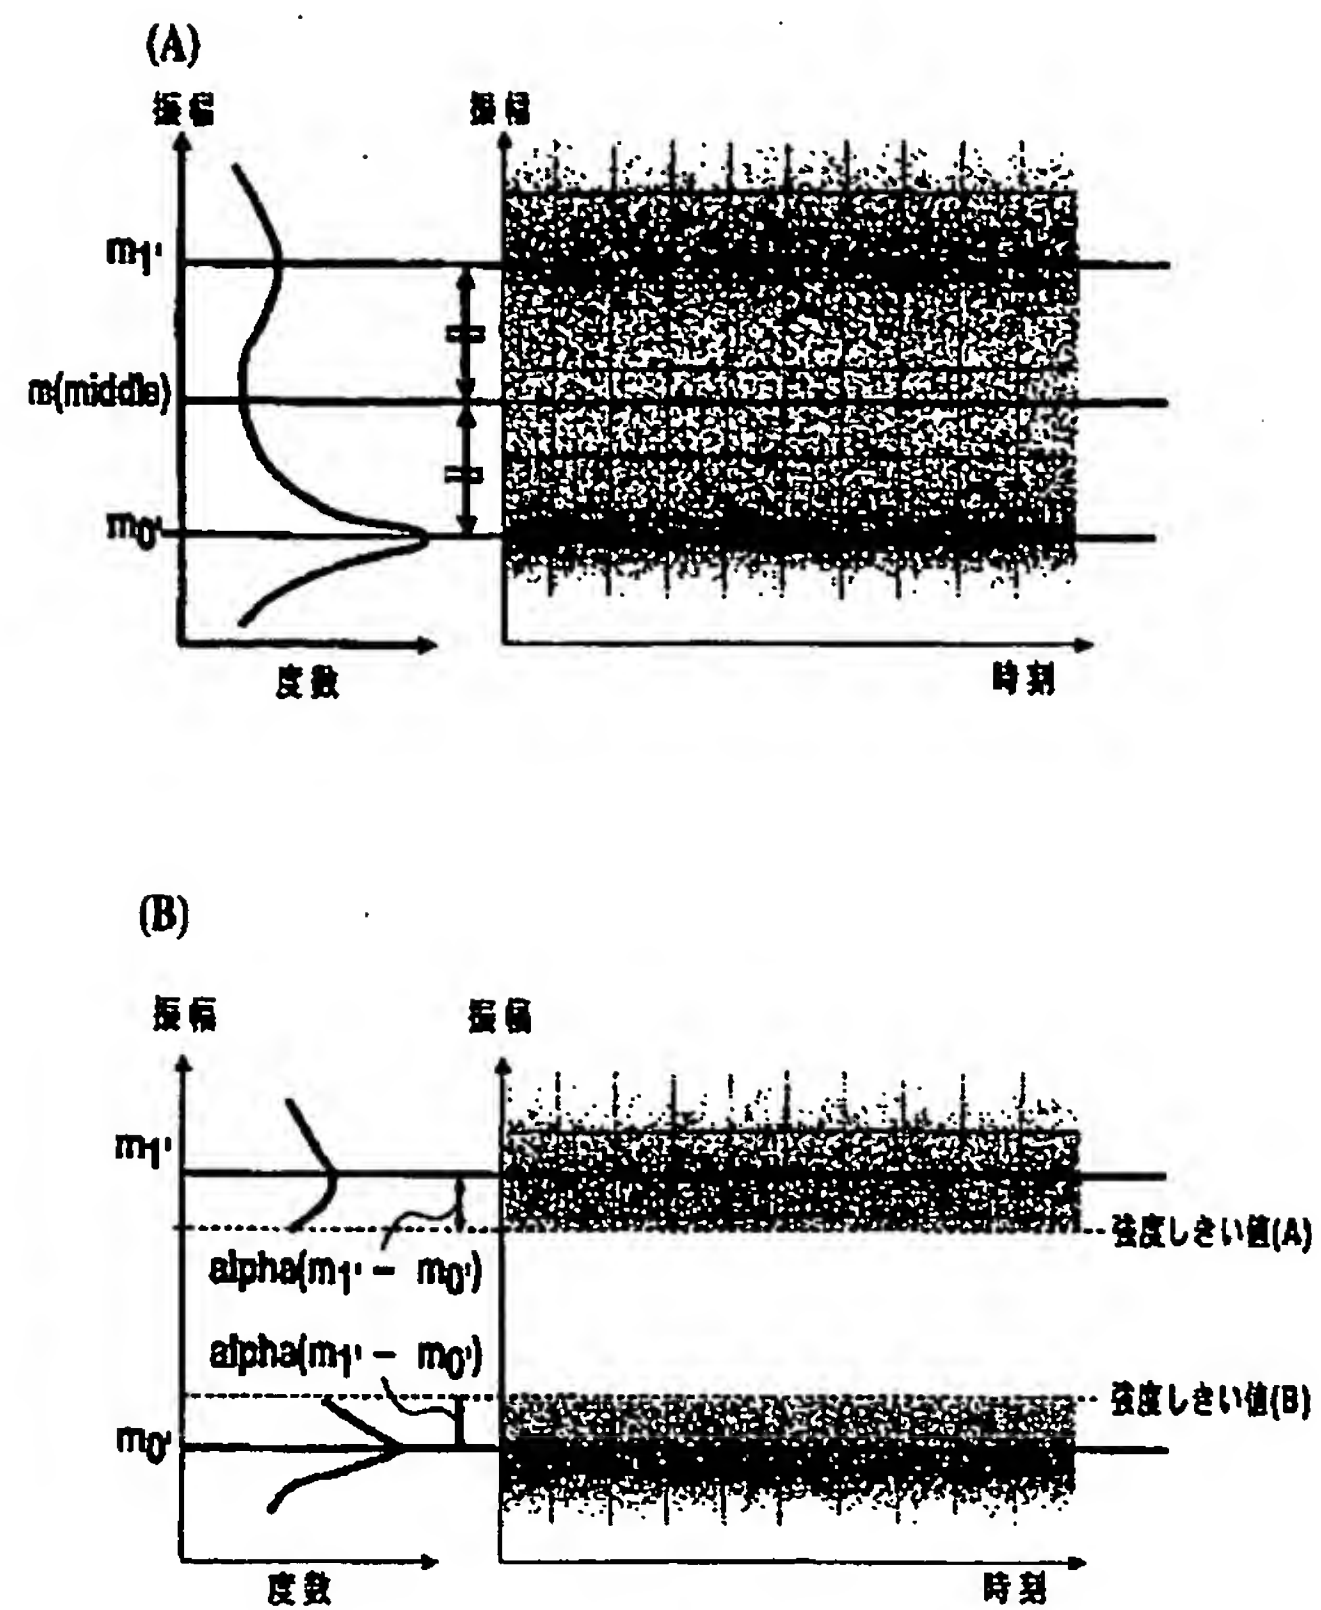 (A)
振幅
振幅
m1'
m(middle)
m0'
度数
時刻
(B)
振幅
振幅
m1'
強度しきい値(A)
alpha(m1' - m0')
alpha(m1' - m0')
強度しきい値(B)
m0'
度数
時刻